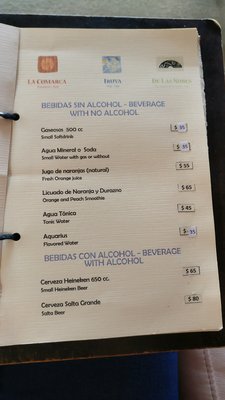 LA COMARCA
IRUYA
DE LAS NUBES
BEBIDAS SIN ALCOHOL - BEVERAGE
WITH NO ALCOHOL
Gaseosas 500 cc $ 35
Small Softdrink
Agua Mineral o Soda $ 35
Small Water with gas or without
Jugo de naranjas (natural) $ 55
Fresh Orange juice
Licuado de Naranja y Durazno $ 65
Orange and Peach Smoothie
Agua Tónica $ 45
Tonic Water
Aquarius $ 35
Flavored Water
BEBIDAS CON ALCOHOL - BEVERAGE
WITH ALCOHOL
Cerveza Heineken 650 cc. $ 65
Small Heineken Beer
Cerveza Salta Grande $ 80
Salta Beer